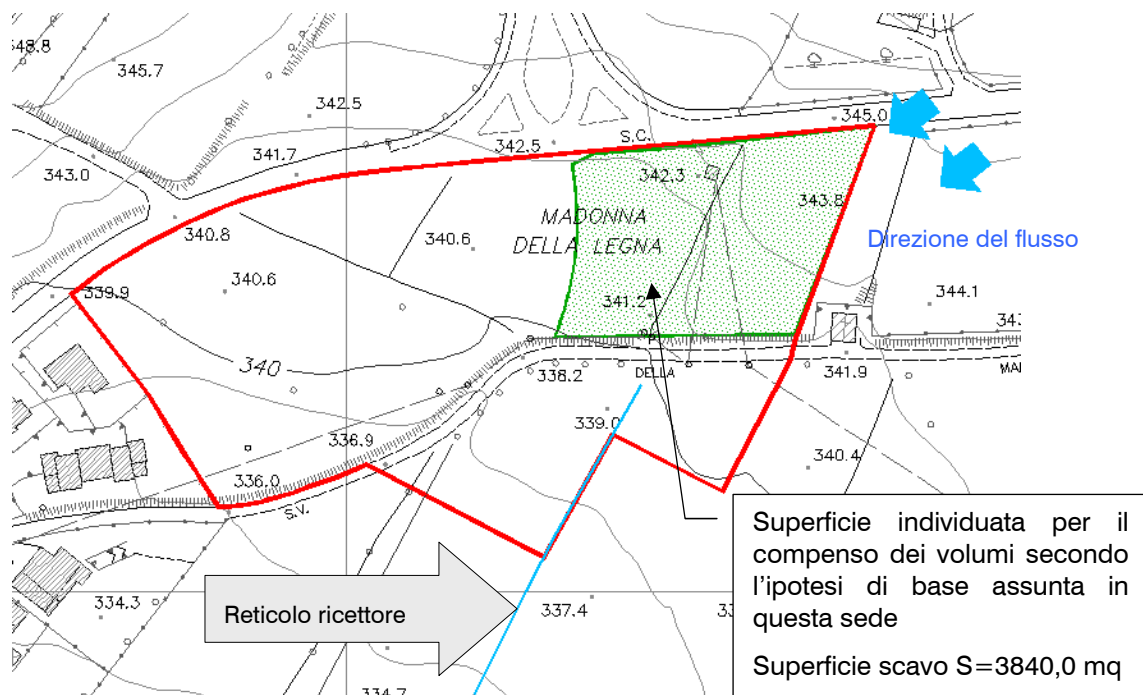 348.8
345.7
342.5
341.7
343.0
342.5
S.C.
345.0
342.3
343.8
340.8
340.6
MADONNA
DELLA LEGNA
Direzione del flusso
340.6
339.9
341.2
344.1
340
338.2
DELLA
341.9
339.0
336.9
336.0
S.V.
340.4
Superficie individuata per il
compenso dei volumi secondo
l'ipotesi di base assunta in
questa sede
Superficie scavo S=3840,0 mq
Reticolo ricettore
334.3
337.4
334.7